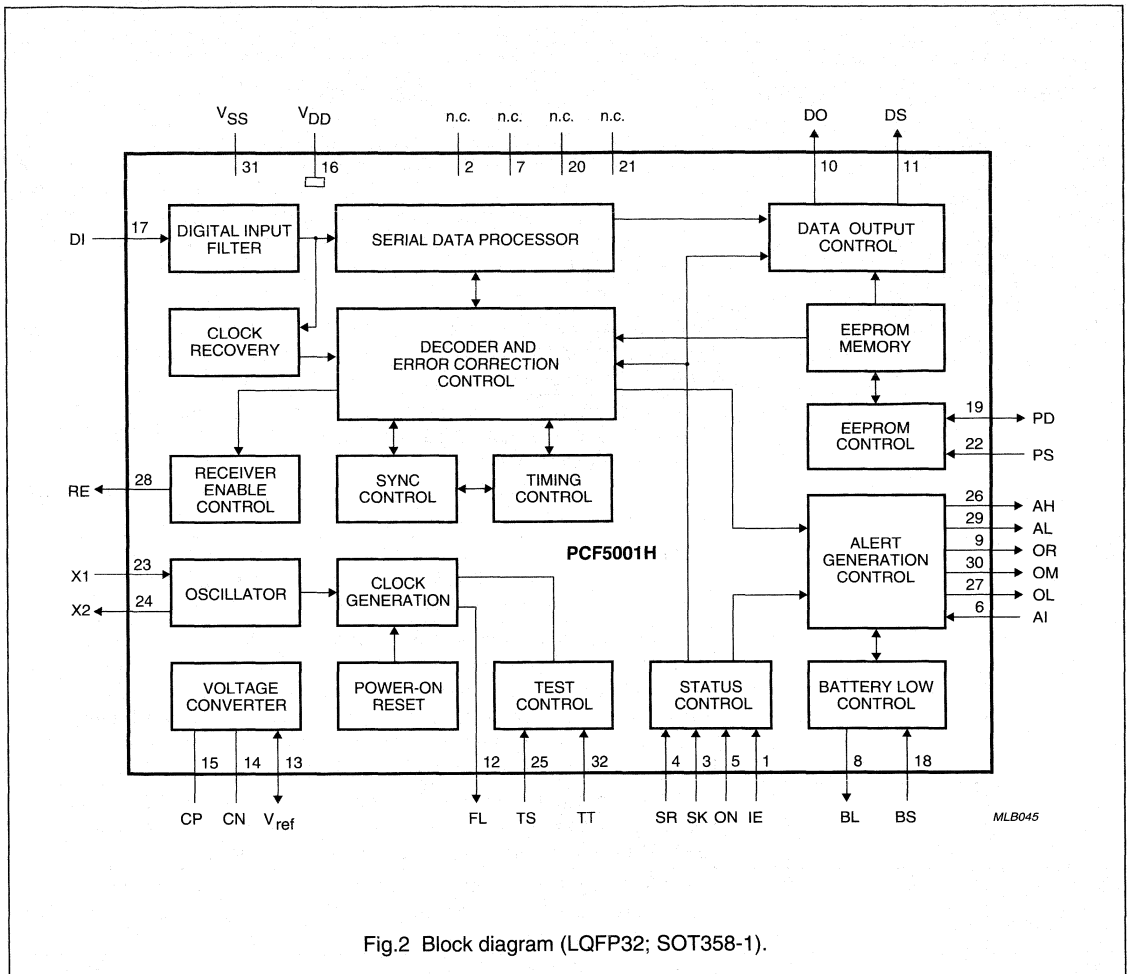 VSS
VDD
n.c.
n.c.
n.c.
n.c.
DO
DS
31
16
2
7
20
21
10
11
DI
17
DIGITAL INPUT
FILTER
SERIAL DATA PROCESSOR
DATA OUTPUT
CONTROL
CLOCK
RECOVERY
DECODER AND
ERROR CORRECTION
CONTROL
EEPROM
MEMORY
EEPROM
CONTROL
19
PD
22
PS
RE
28
RECEIVER
ENABLE
CONTROL
SYNC
CONTROL
TIMING
CONTROL
PCF5001H
ALERT
GENERATION
CONTROL
26
AH
29
AL
9
OR
30
OM
27
OL
6
AI
X1
23
X2
24
OSCILLATOR
CLOCK
GENERATION
VOLTAGE
CONVERTER
POWER-ON
RESET
TEST
CONTROL
STATUS
CONTROL
BATTERY LOW
CONTROL
15
14
13
12
25
32
4
3
5
1
8
18
CP
CN
Vref
FL
TS
TT
SR
SK
ON
IE
BL
BS
MLB045
Fig.2 Block diagram (LQFP32; SOT358-1).